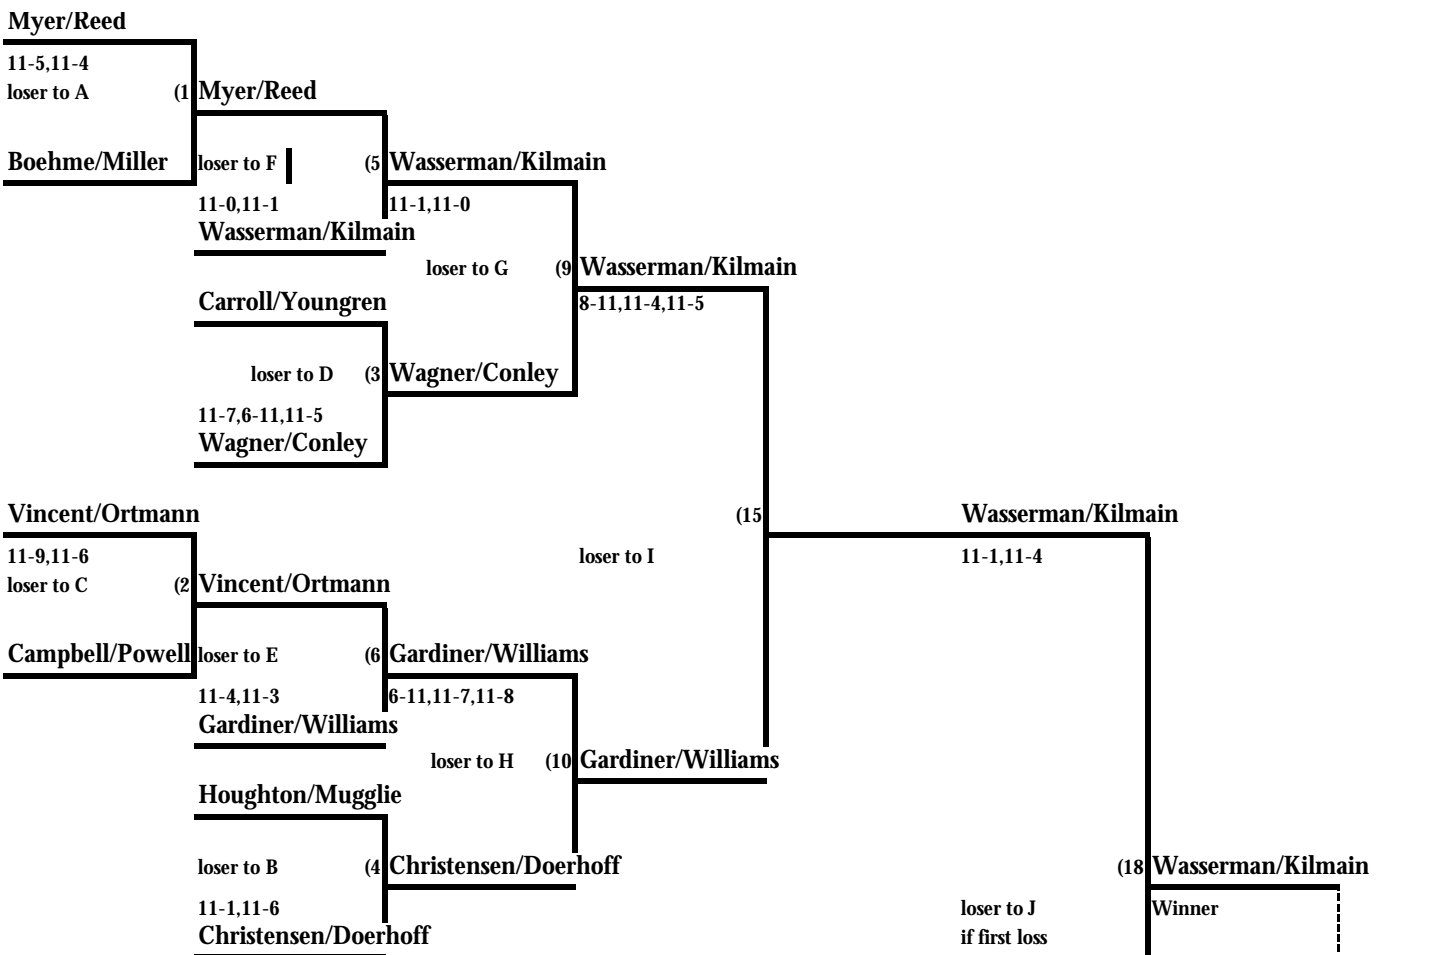 Myer/Reed
11-5,11-4
loser to A (1 Myer/Reed
Boehme/Miller loser to F (5 Wasserman/Kilmain
11-0,11-1 11-1,11-0
Wasserman/Kilmain
loser to G (9 Wasserman/Kilmain
Carroll/Youngren 8-11,11-4,11-5
loser to D (3 Wagner/Conley
11-7,6-11,11-5
Wagner/Conley
Vincent/Ortmann (15 Wasserman/Kilmain
11-9,11-6 loser to I 11-1,11-4
loser to C (2 Vincent/Ortmann
Campbell/Powell loser to E (6 Gardiner/Williams
11-4,11-3 6-11,11-7,11-8
Gardiner/Williams
loser to H (10 Gardiner/Williams
Houghton/Mugglie
loser to B (4 Christensen/Doerhoff (18 Wasserman/Kilmain
11-1,11-6 loser to J Winner
Christensen/Doerhoff if first loss